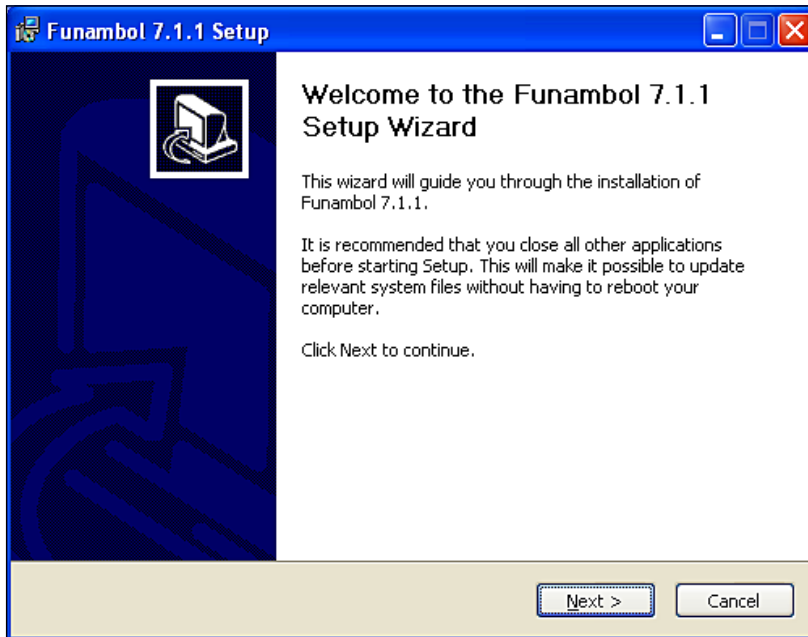 Funambol 7.1.1 Setup
Welcome to the Funambol 7.1.1
Setup Wizard
This wizard will guide you through the installation of
Funambol 7.1.1.
It is recommended that you close all other applications
before starting Setup. This will make it possible to update
relevant system files without having to reboot your
computer.
Click Next to continue.
Next >
Cancel